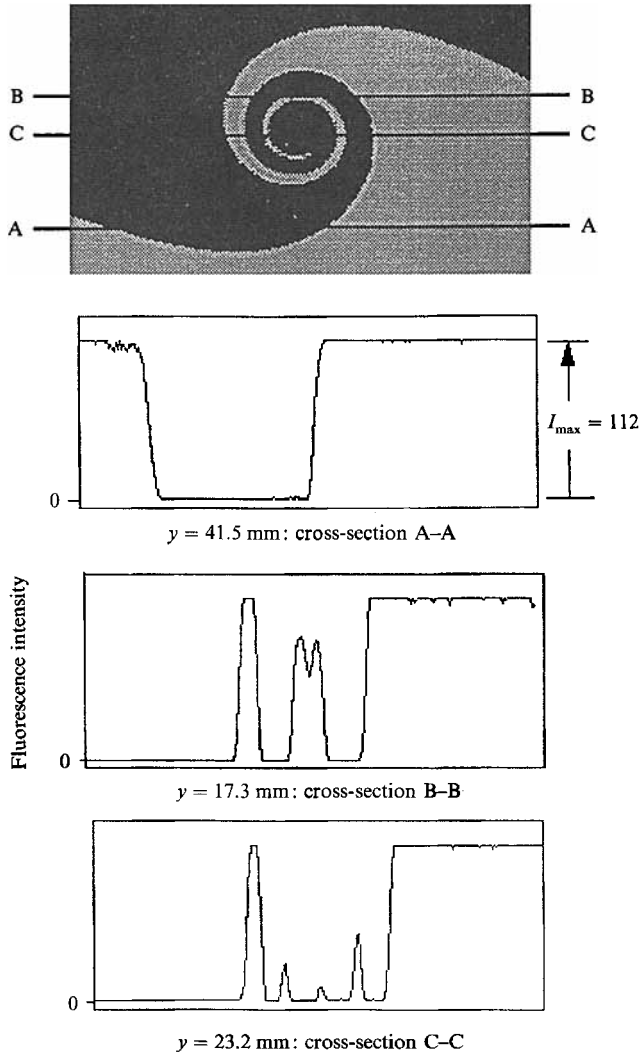 B B
C C
A A
I_max = 112
0
y = 41.5 mm: cross-section A–A
Fluorescence intensity
0
y = 17.3 mm: cross-section B–B
0
y = 23.2 mm: cross-section C–C